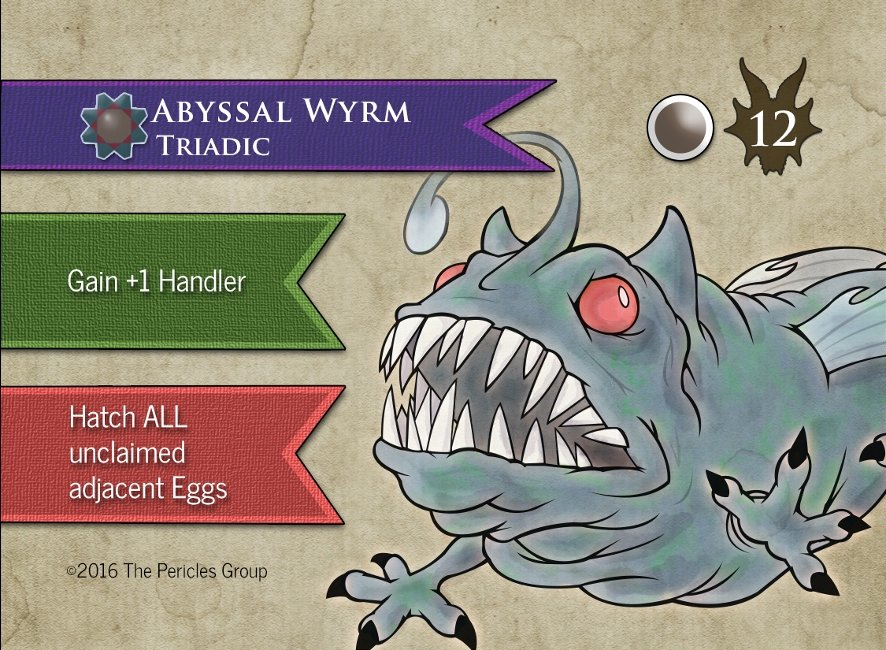 Abyssal Wyrm
Triadic
12
Gain +1 Handler
Hatch ALL
unclaimed
adjacent Eggs
©2016 The Pericles Group